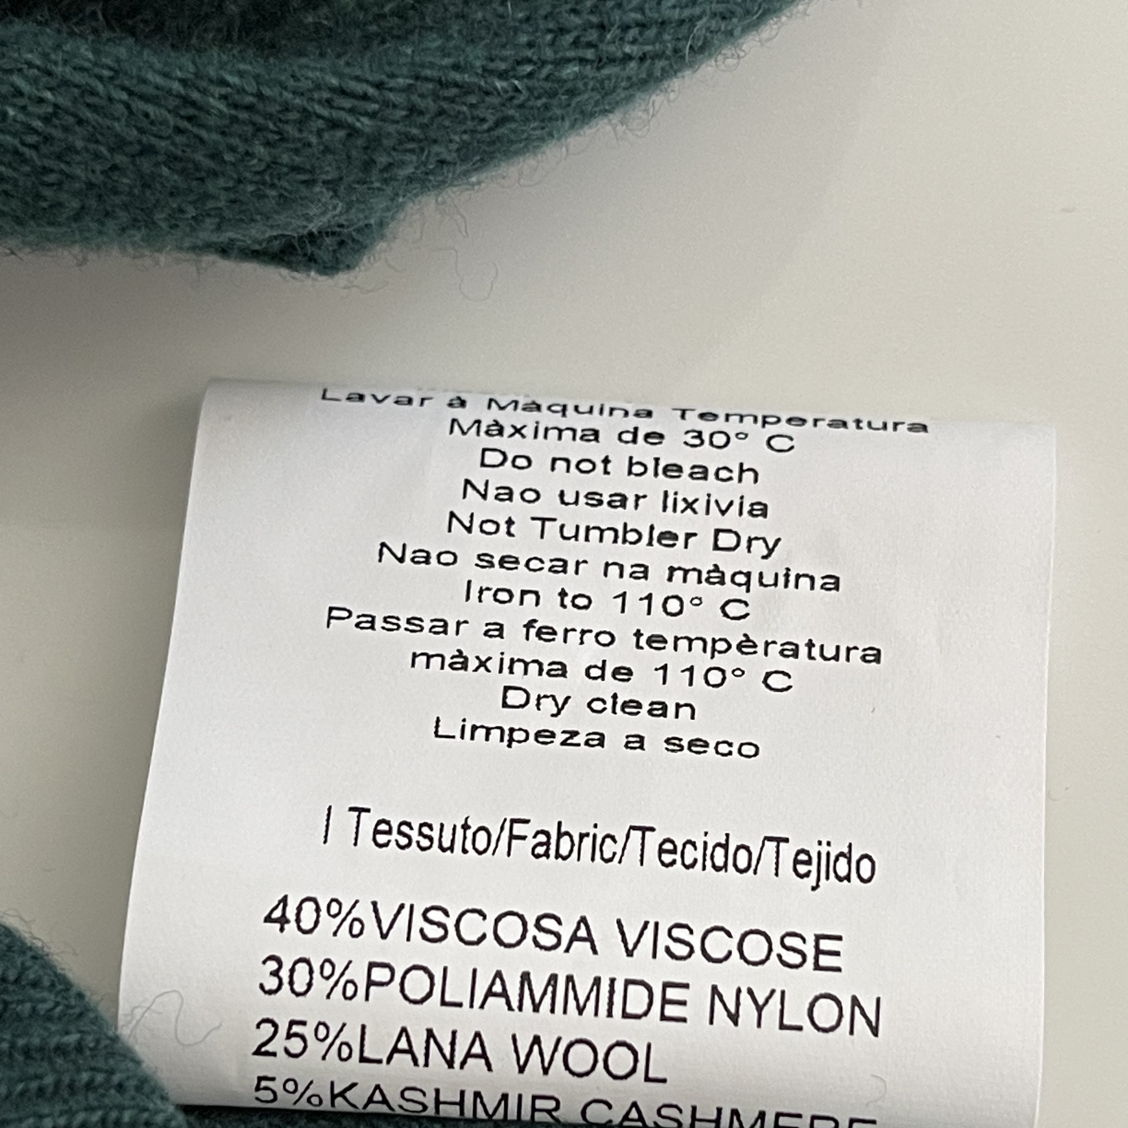 Lavar à Màquina Temperatura
Màxima de 30° C
Do not bleach
Nao usar lixivia
Not Tumbler Dry
Nao secar na màquina
Iron to 110° C
Passar a ferro tempèratura
màxima de 110° C
Dry clean
Limpeza a seco
I Tessuto/Fabric/Tecido/Tejido
40%VISCOSA VISCOSE
30%POLIAMMIDE NYLON
25%LANA WOOL
5%KASHMIR CASHMERE